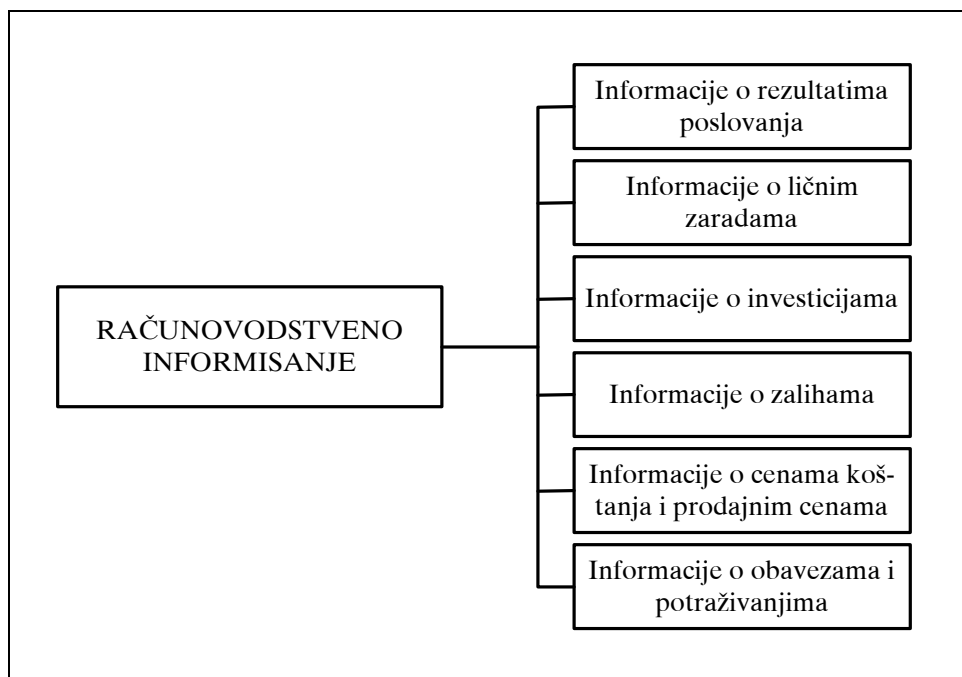 Informacije o rezultatima
poslovanja
Informacije o ličnim
zaradama
RAČUNOVODSTVENO
INFORMISANJE
Informacije o investicijama
Informacije o zalihama
Informacije o cenama koš-
tanja i prodajnim cenama
Informacije o obavezama i
potraživanjima